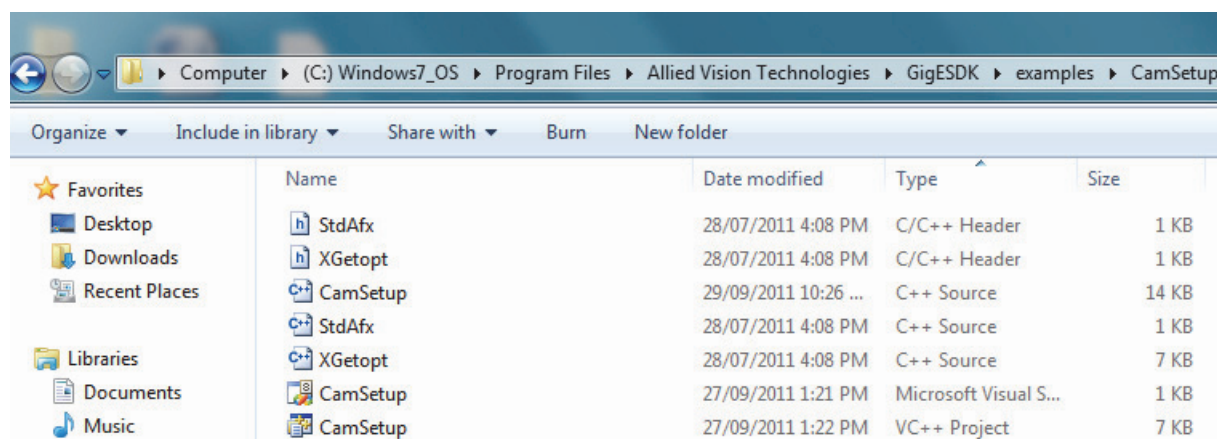 Computer ▸ (C:) Windows7_OS ▸ Program Files ▸ Allied Vision Technologies ▸ GigESDK ▸ examples ▸ CamSetup
Organize Include in library Share with Burn New folder
Favorites
Desktop
Downloads
Recent Places
Libraries
Documents
Music
Name Date modified Type Size
StdAfx 28/07/2011 4:08 PM C/C++ Header 1 KB
XGetopt 28/07/2011 4:08 PM C/C++ Header 1 KB
CamSetup 29/09/2011 10:26 ... C++ Source 14 KB
StdAfx 28/07/2011 4:08 PM C++ Source 1 KB
XGetopt 28/07/2011 4:08 PM C++ Source 7 KB
CamSetup 27/09/2011 1:21 PM Microsoft Visual S... 1 KB
CamSetup 27/09/2011 1:22 PM VC++ Project 7 KB